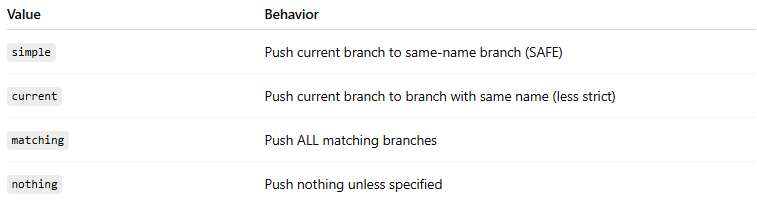 Value Behavior
simple Push current branch to same-name branch (SAFE)
current Push current branch to branch with same name (less strict)
matching Push ALL matching branches
nothing Push nothing unless specified